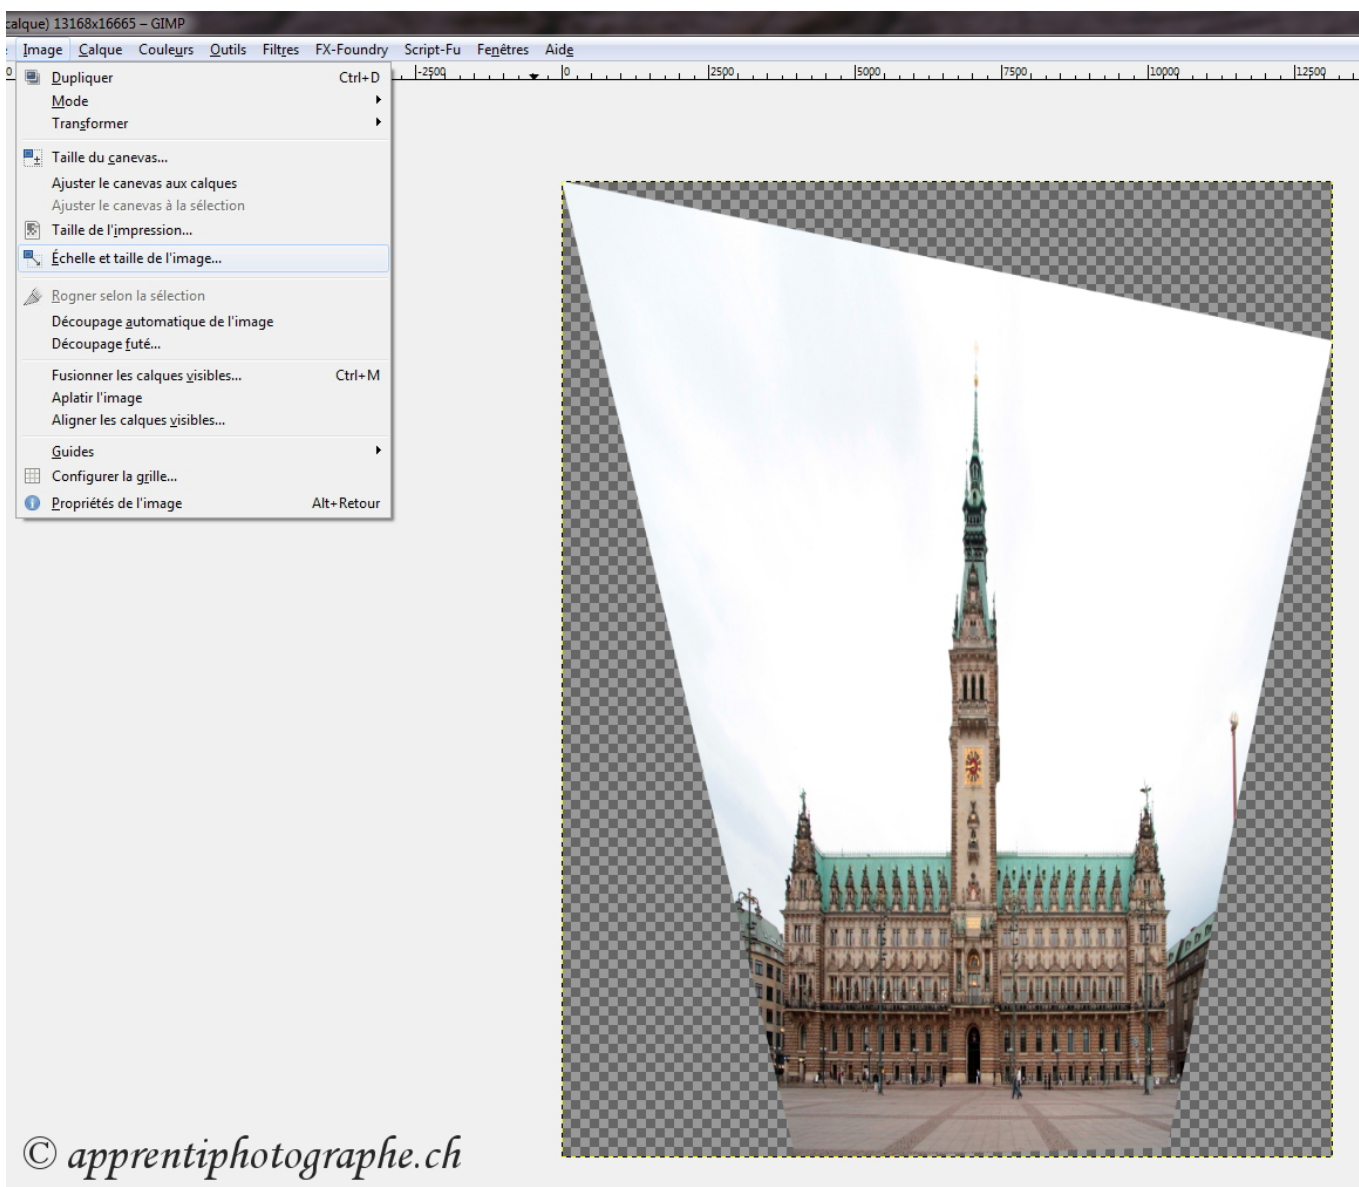 calque) 13168x16665 – GIMP
Image Calque Couleurs Outils Filtres FX-Foundry Script-Fu Fenêtres Aide
0 -2500 0 2500 5000 7500 10000 12500
Dupliquer Ctrl+D
Mode
Transformer
Taille du canevas...
Ajuster le canevas aux calques
Ajuster le canevas à la sélection
Taille de l'impression...
Échelle et taille de l'image...
Rogner selon la sélection
Découpage automatique de l'image
Découpage futé...
Fusionner les calques visibles... Ctrl+M
Aplatir l'image
Aligner les calques visibles...
Guides
Configurer la grille...
Propriétés de l'image Alt+Retour
© apprentiphotographe.ch